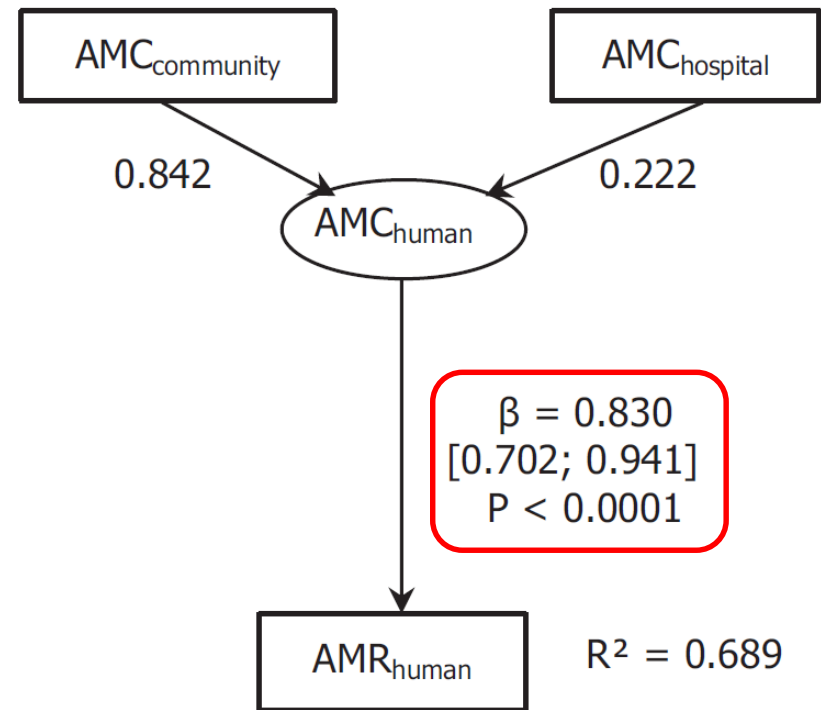 AMCcommunity
AMChospital
0.842
0.222
AMChuman
β = 0.830
[0.702; 0.941]
P < 0.0001
AMRhuman
R² = 0.689